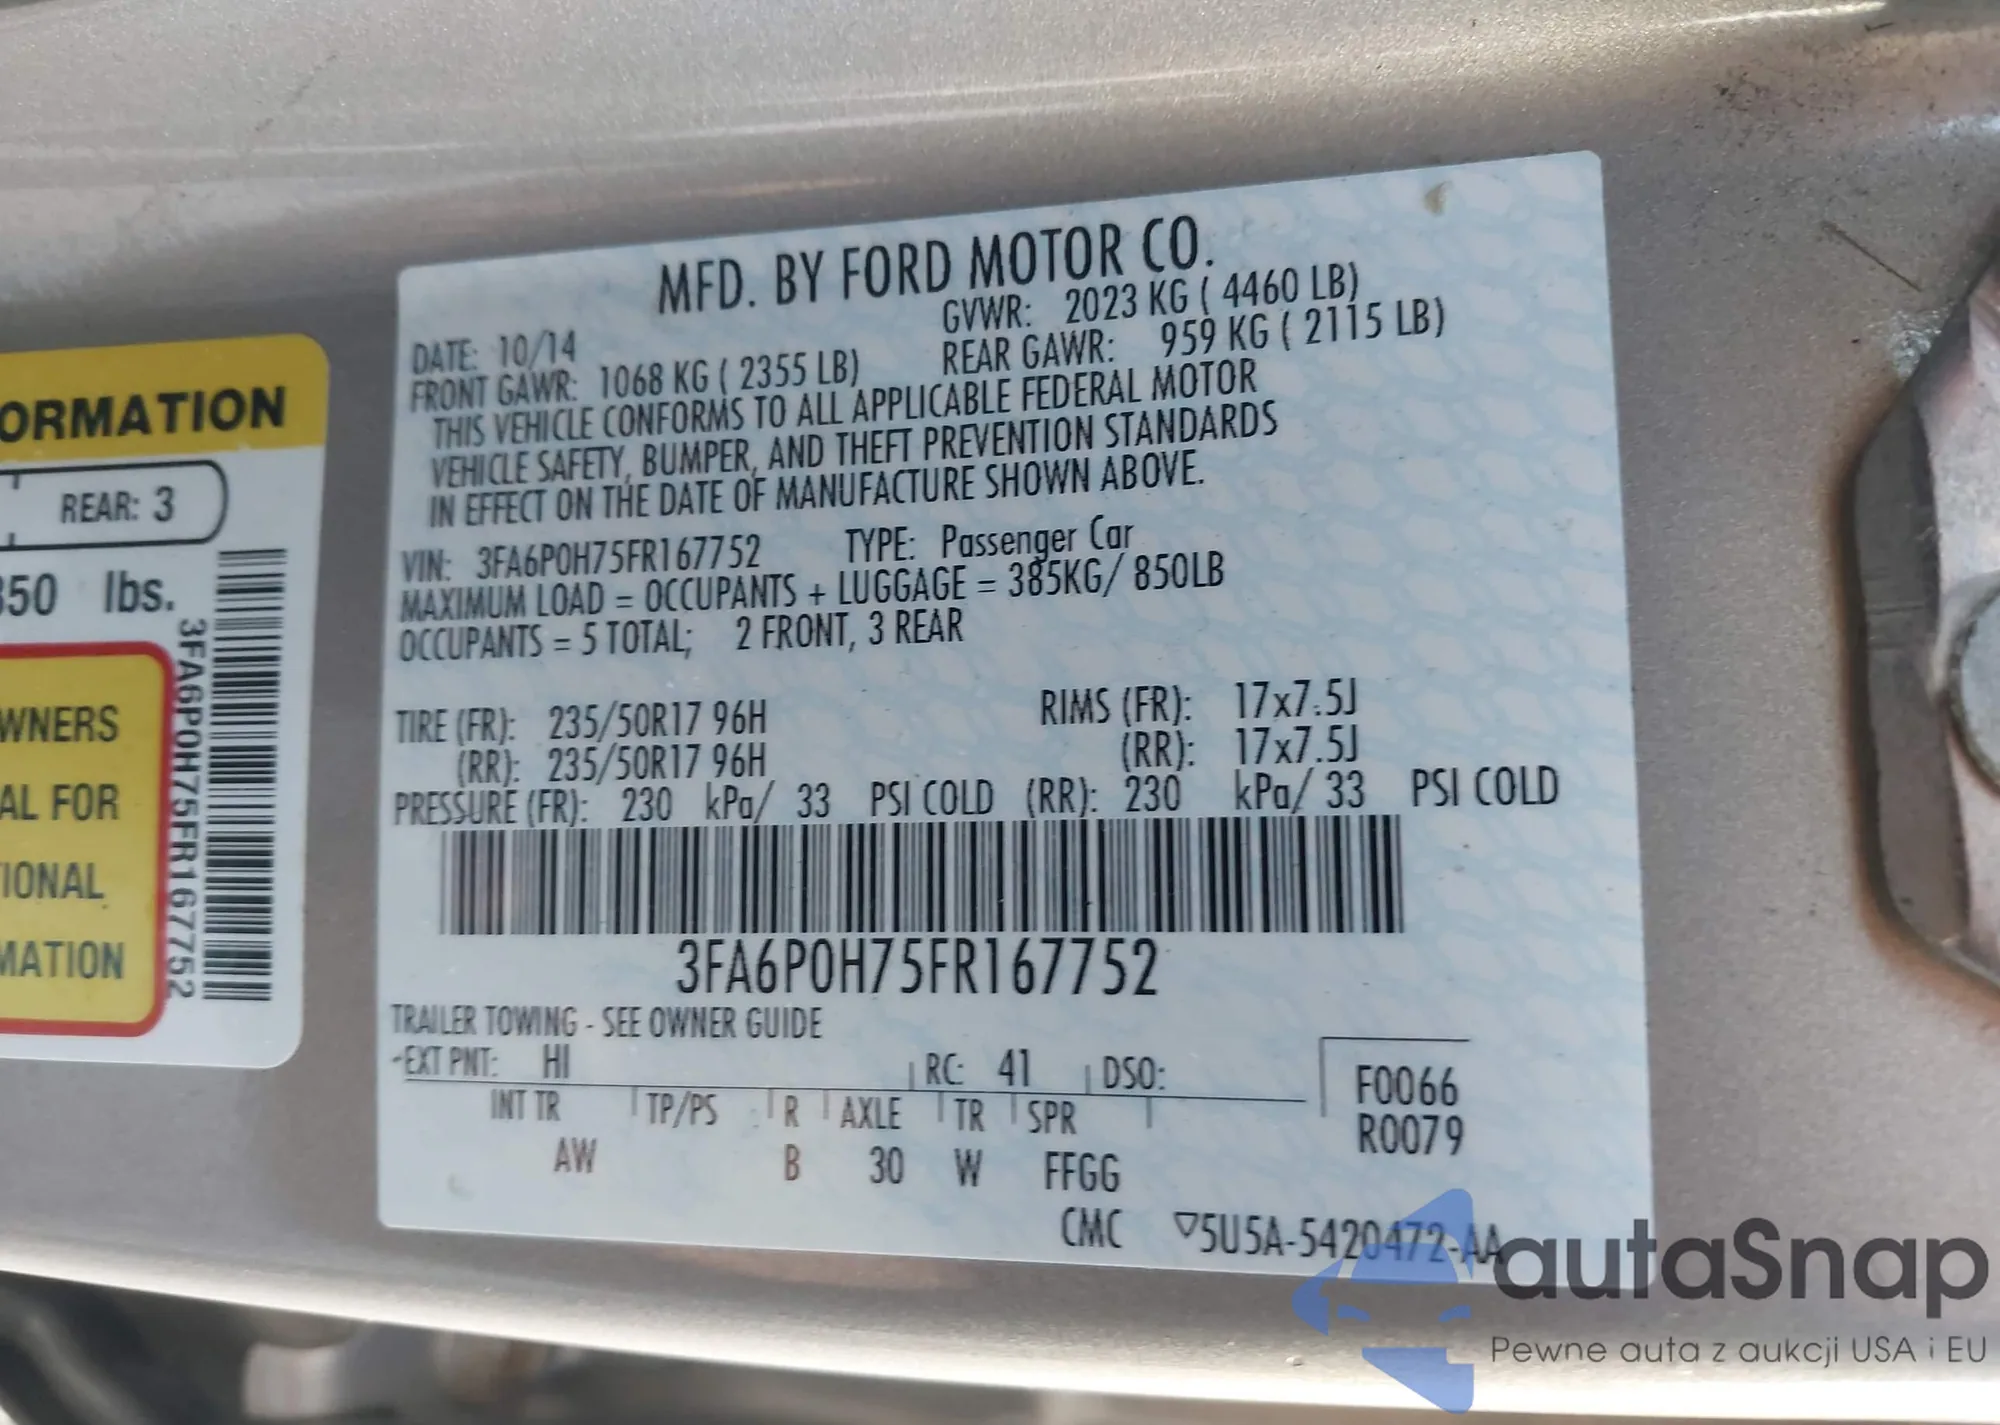 ORMATION
REAR: 3
350 lbs.
3FA6P0H75FR167752
WNERS
AL FOR
TIONAL
MATION
MFD. BY FORD MOTOR CO.
DATE: 10/14 GVWR: 2023 KG ( 4460 LB)
FRONT GAWR: 1068 KG ( 2355 LB) REAR GAWR: 959 KG ( 2115 LB)
THIS VEHICLE CONFORMS TO ALL APPLICABLE FEDERAL MOTOR
VEHICLE SAFETY, BUMPER, AND THEFT PREVENTION STANDARDS
IN EFFECT ON THE DATE OF MANUFACTURE SHOWN ABOVE.
VIN: 3FA6P0H75FR167752 TYPE: Passenger Car
MAXIMUM LOAD = OCCUPANTS + LUGGAGE = 385KG/ 850LB
OCCUPANTS = 5 TOTAL; 2 FRONT, 3 REAR
TIRE (FR): 235/50R17 96H RIMS (FR): 17x7.5J
(RR): 235/50R17 96H (RR): 17x7.5J
PRESSURE (FR): 230 kPa/ 33 PSI COLD (RR): 230 kPa/ 33 PSI COLD
3FA6P0H75FR167752
TRAILER TOWING - SEE OWNER GUIDE
EXT PNT: HI RC: 41 DSO:
INT TR TP/PS R AXLE TR SPR
AW B 30 W FFGG
F0066
R0079
CMC ▽5U5A-5420472-AA
autaSnap
Pewne auta z aukcji USA i EU